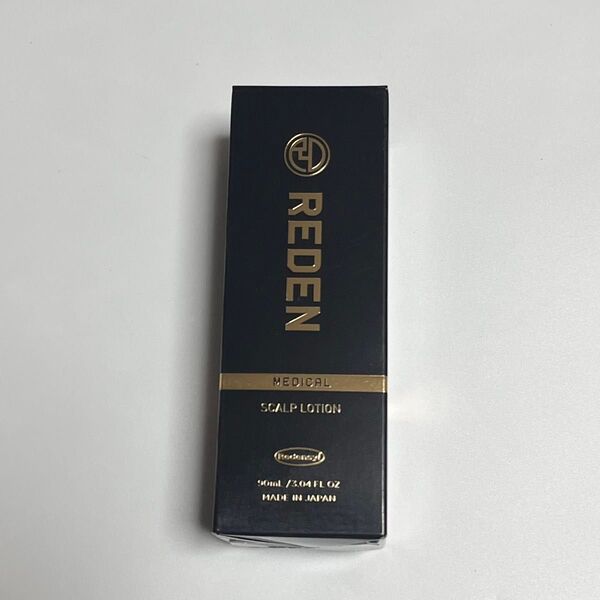 REDEN
MEDICAL
SCALP LOTION
Redensyl
90mL /3.04 FL OZ
MADE IN JAPAN